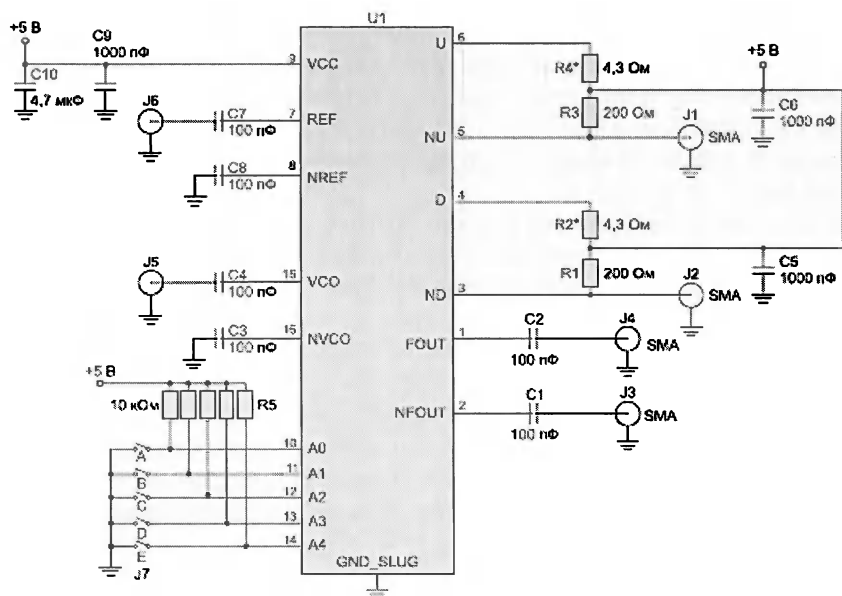 U1
+5 В
C9
1000 пФ
C10
4,7 мкФ
9
VCC
J6
C7
100 пФ
7
REF
C8
100 пФ
8
NREF
J5
C4
100 пФ
15
VCO
C3
100 пФ
NVCO
+5 В
10 кОм
R5
A
10
A0
B
11
A1
C
12
A2
D
13
A3
E
14
A4
J7
GND_SLUG
U
6
R4*
4,3 Ом
+5 В
R3
200 Ом
C6
1000 пФ
NU
5
J1
SMA
D
4
R2*
4,3 Ом
R1
200 Ом
C5
1000 пФ
ND
3
J2
SMA
FOUT
1
C2
100 пФ
J4
SMA
NFOUT
2
C1
100 пФ
J3
SMA